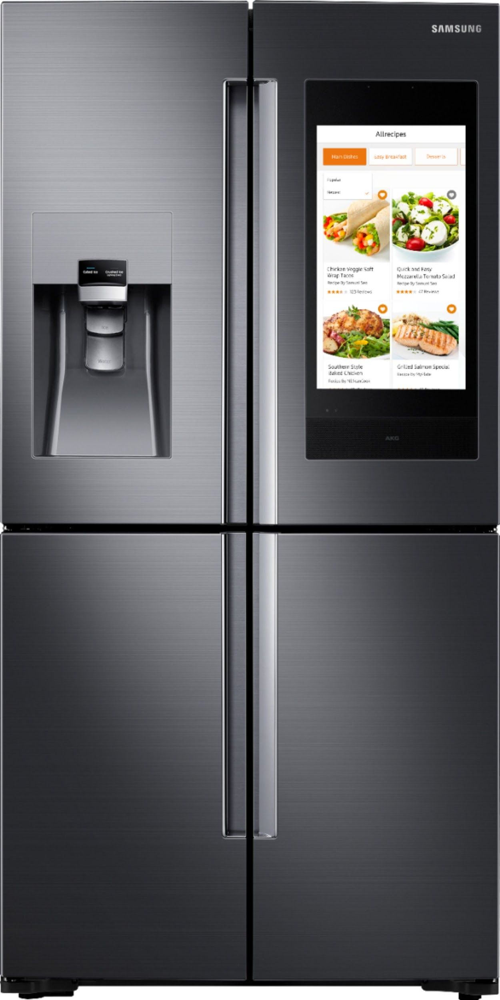 SAMSUNG
Allrecipes
Main Dishes
Easy Breakfast
Desserts
Popular
Newest
Chicken Veggie Soft
Wrap Tacos
Recipe By Samuel Seo
123 Reviews
Quick and Easy
Mozzarella Tomato Salad
Recipe By Samuel Seo
47 Reviews
Southern Style
Baked Chicken
Recipe By
Grilled Salmon Special
Recipe By MyPlate
Cubed Ice
Crushed Ice
Ice
Water
AKG